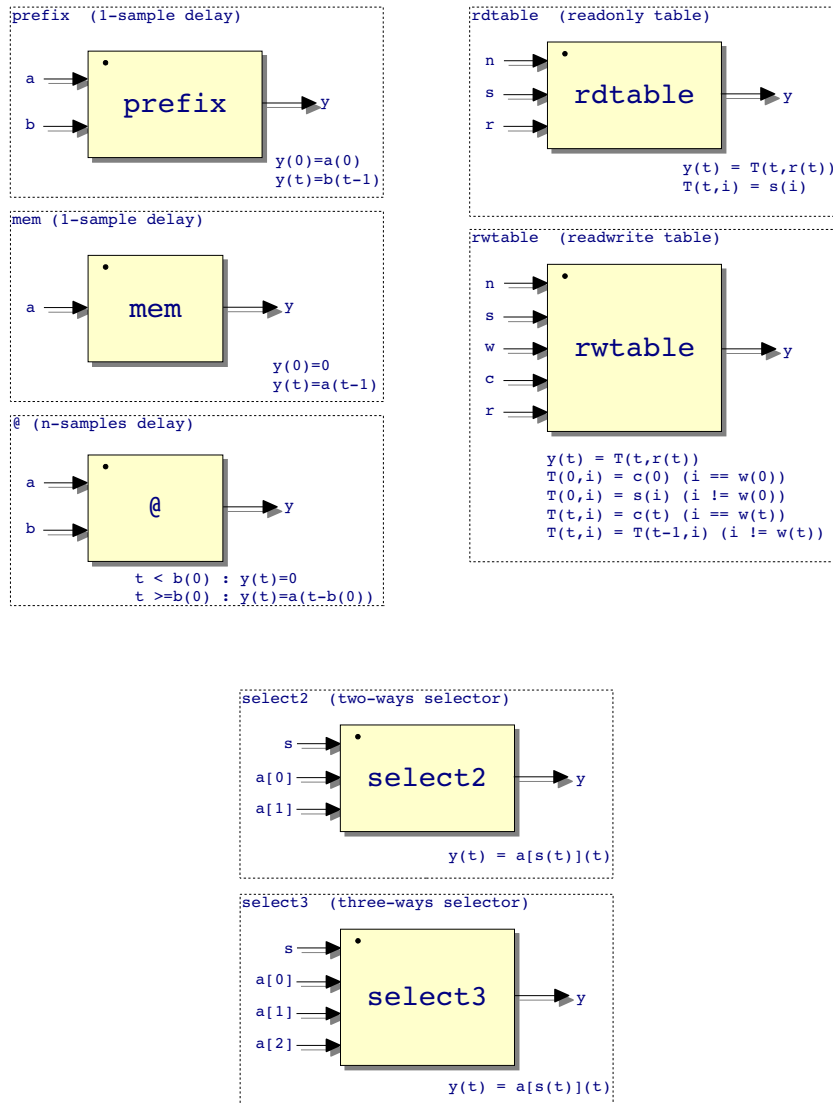 prefix  (1-sample delay)
a
b
prefix
y
y(0)=a(0)
y(t)=b(t-1)
mem (1-sample delay)
a
mem
y
y(0)=0
y(t)=a(t-1)
@ (n-samples delay)
a
b
@
y
t < b(0) : y(t)=0
t >=b(0) : y(t)=a(t-b(0))
rdtable  (readonly table)
n
s
r
rdtable
y
y(t) = T(t,r(t))
T(t,i) = s(i)
rwtable  (readwrite table)
n
s
w
c
r
rwtable
y
y(t) = T(t,r(t))
T(0,i) = c(0) (i == w(0))
T(0,i) = s(i) (i != w(0))
T(t,i) = c(t) (i == w(t))
T(t,i) = T(t-1,i) (i != w(t))
select2  (two-ways selector)
s
a[0]
a[1]
select2
y
y(t) = a[s(t)](t)
select3  (three-ways selector)
s
a[0]
a[1]
a[2]
select3
y
y(t) = a[s(t)](t)